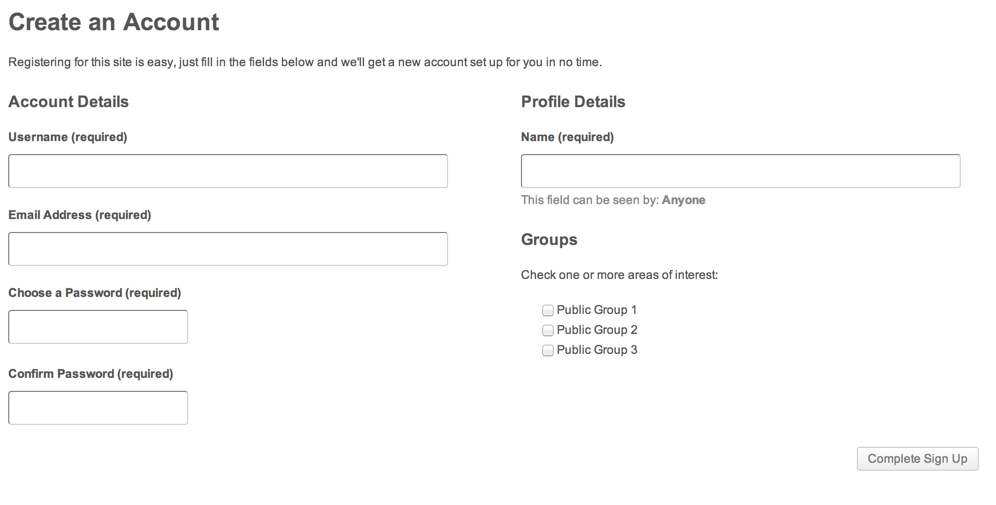 Create an Account
Registering for this site is easy, just fill in the fields below and we'll get a new account set up for you in no time.
Account Details
Username (required)
Email Address (required)
Choose a Password (required)
Confirm Password (required)
Profile Details
Name (required)
This field can be seen by: Anyone
Groups
Check one or more areas of interest:
Public Group 1
Public Group 2
Public Group 3
Complete Sign Up